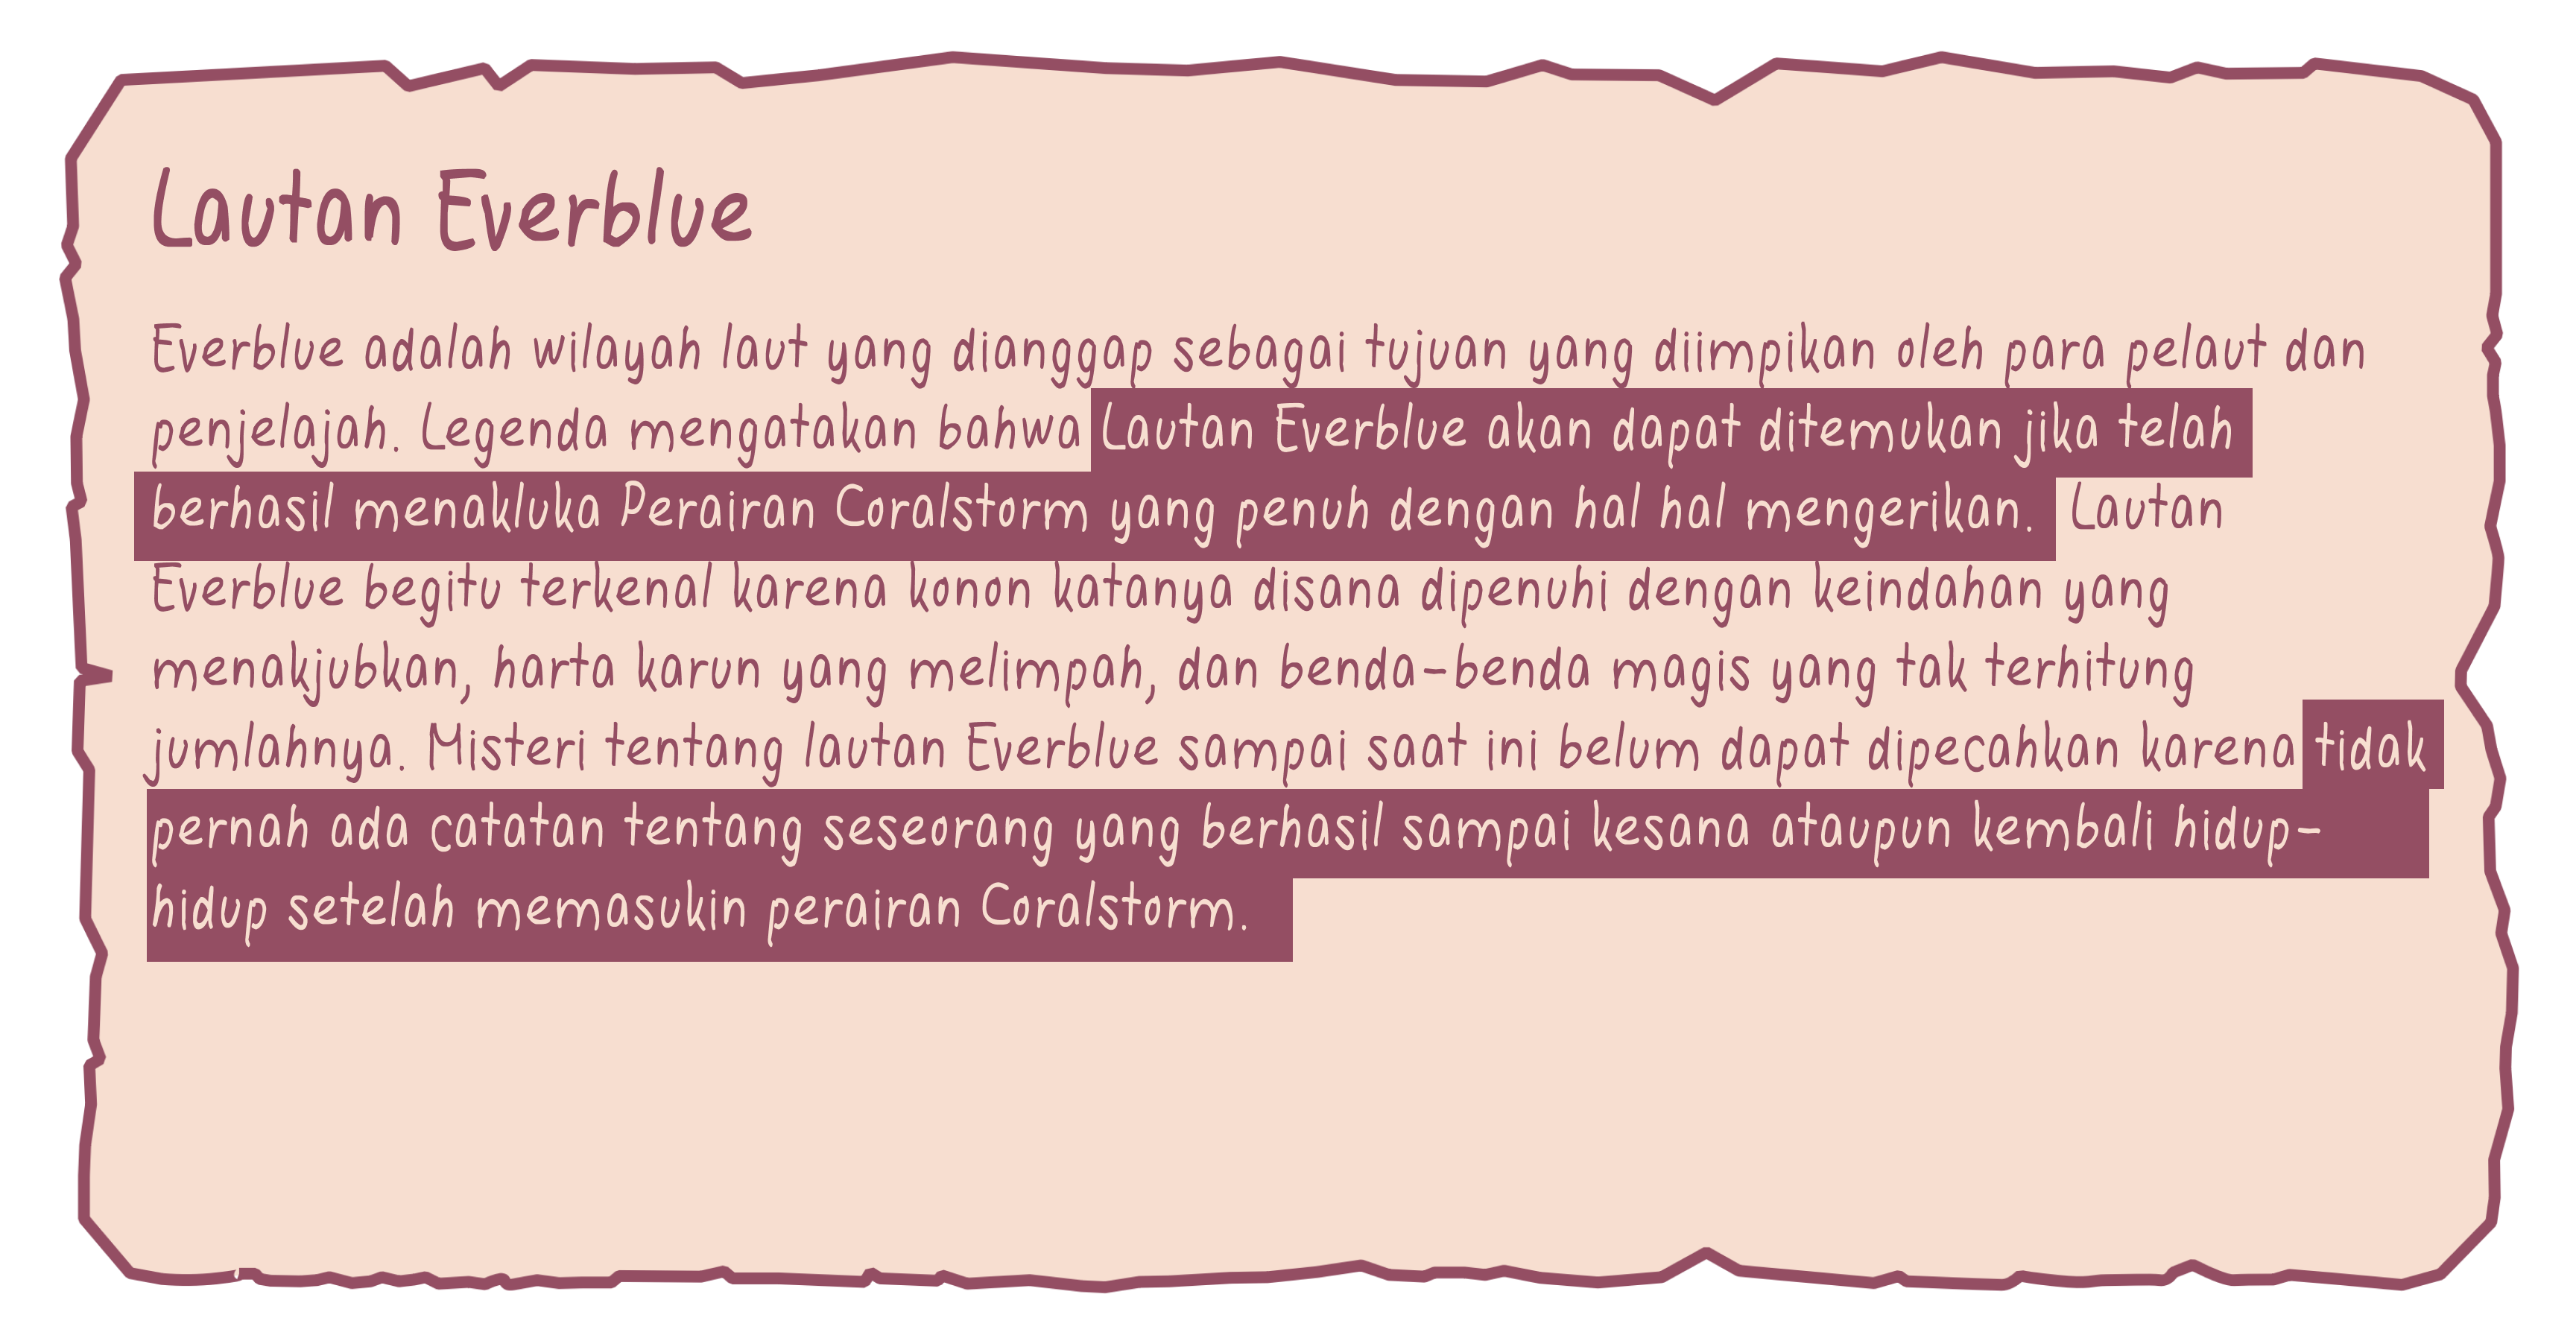 Lautan Everblue
Everblue adalah wilayah laut yang dianggap sebagai tujuan yang diimpikan oleh para pelaut dan
penjelajah. Legenda mengatakan bahwa Lautan Everblue akan dapat ditemukan jika telah
berhasil menakluka Perairan Coralstorm yang penuh dengan hal hal mengerikan. Lautan
Everblue begitu terkenal karena konon katanya disana dipenuhi dengan keindahan yang
menakjubkan, harta karun yang melimpah, dan benda-benda magis yang tak terhitung
jumlahnya. Misteri tentang lautan Everblue sampai saat ini belum dapat dipecahkan karena tidak
pernah ada catatan tentang seseorang yang berhasil sampai kesana ataupun kembali hidup-
hidup setelah memasukin perairan Coralstorm.